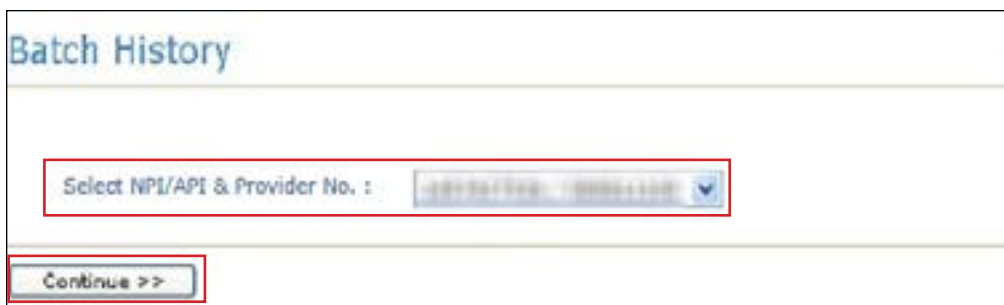 Batch History
Select NPI/API & Provider No. :
Continue >>